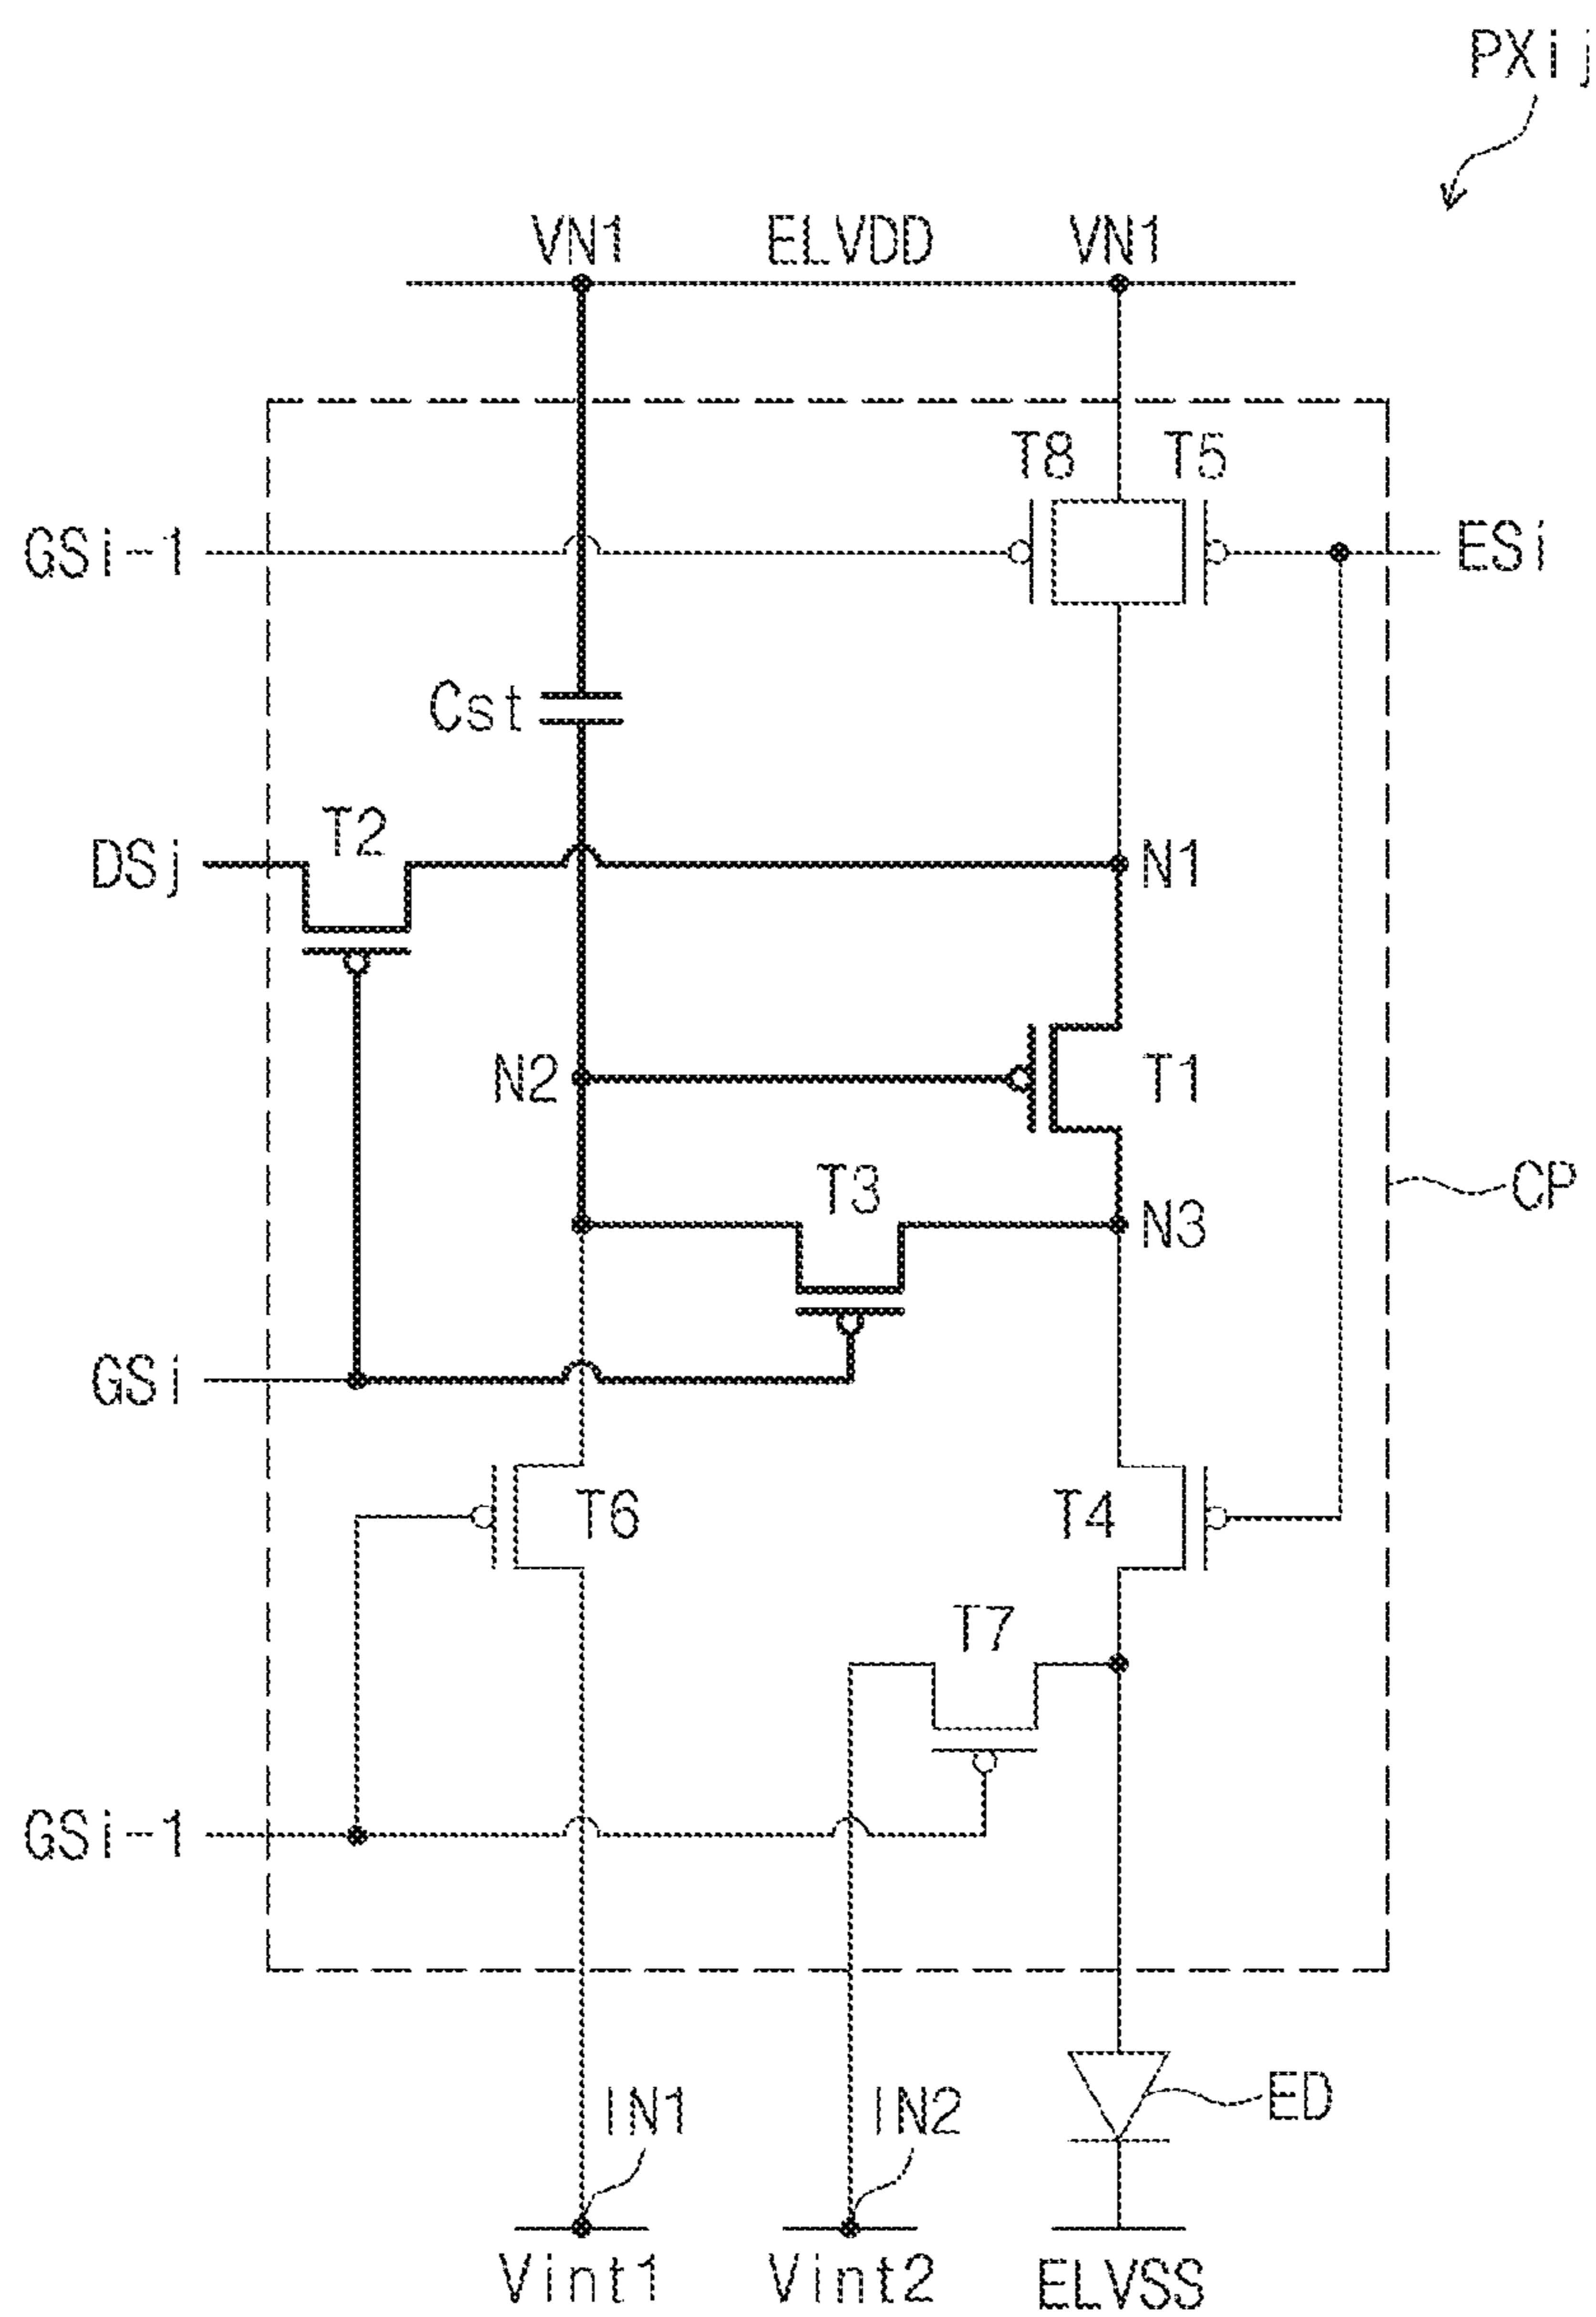 PXij
VN1 ELVDD VN1
T8 T5
GSi-1 ESi
Cst
T2
DSj N1
N2 T1
T3
CP
N3
GSi
T6 T4
T7
GSi-1
IN1 IN2 ED
Vint1 Vint2 ELVSS